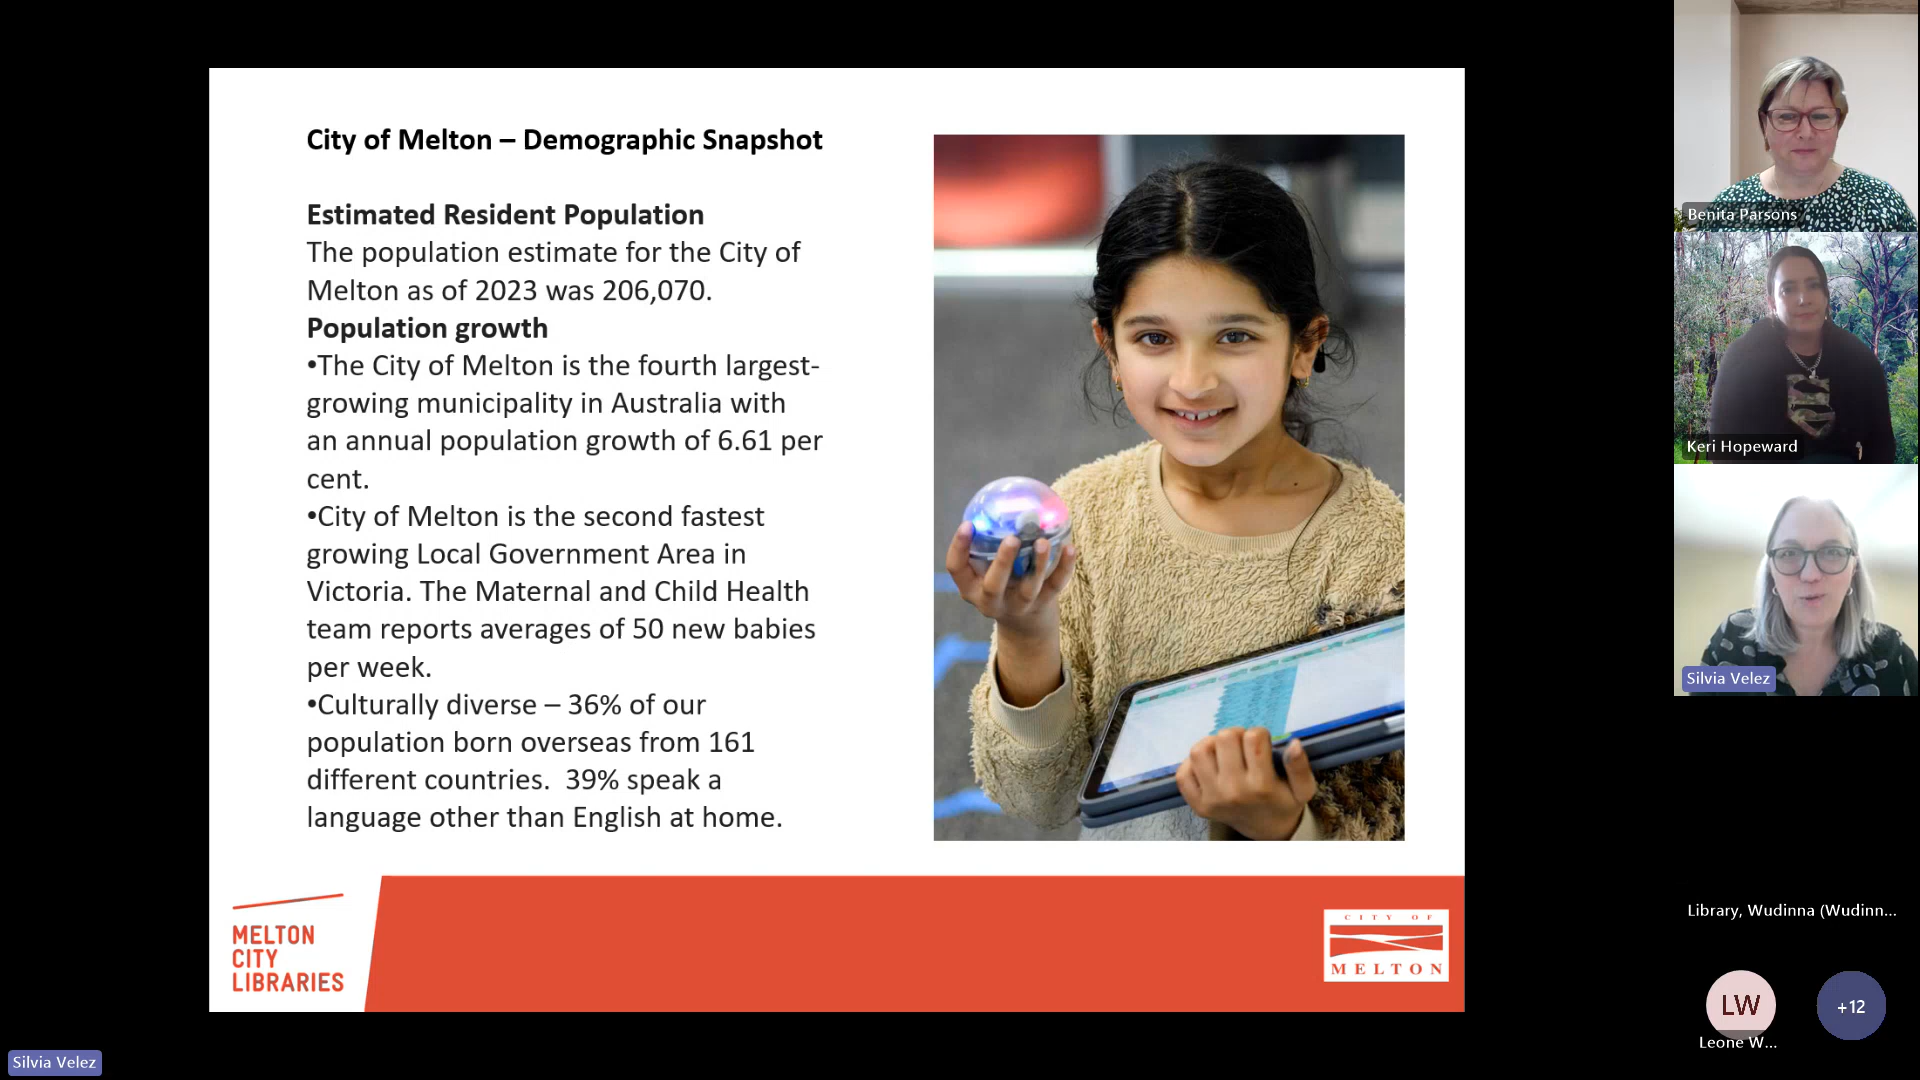 City of Melton – Demographic Snapshot
Estimated Resident Population
The population estimate for the City of
Melton as of 2023 was 206,070.
Population growth
•The City of Melton is the fourth largest-
growing municipality in Australia with
an annual population growth of 6.61 per
cent.
•City of Melton is the second fastest
growing Local Government Area in
Victoria. The Maternal and Child Health
team reports averages of 50 new babies
per week.
•Culturally diverse – 36% of our
population born overseas from 161
different countries.  39% speak a
language other than English at home.
MELTON
CITY
LIBRARIES
CITY OF
MELTON
Silvia Velez
Benita Parsons
Keri Hopeward
Silvia Velez
Library, Wudinna (Wudinn...
LW
+12
Leone W...